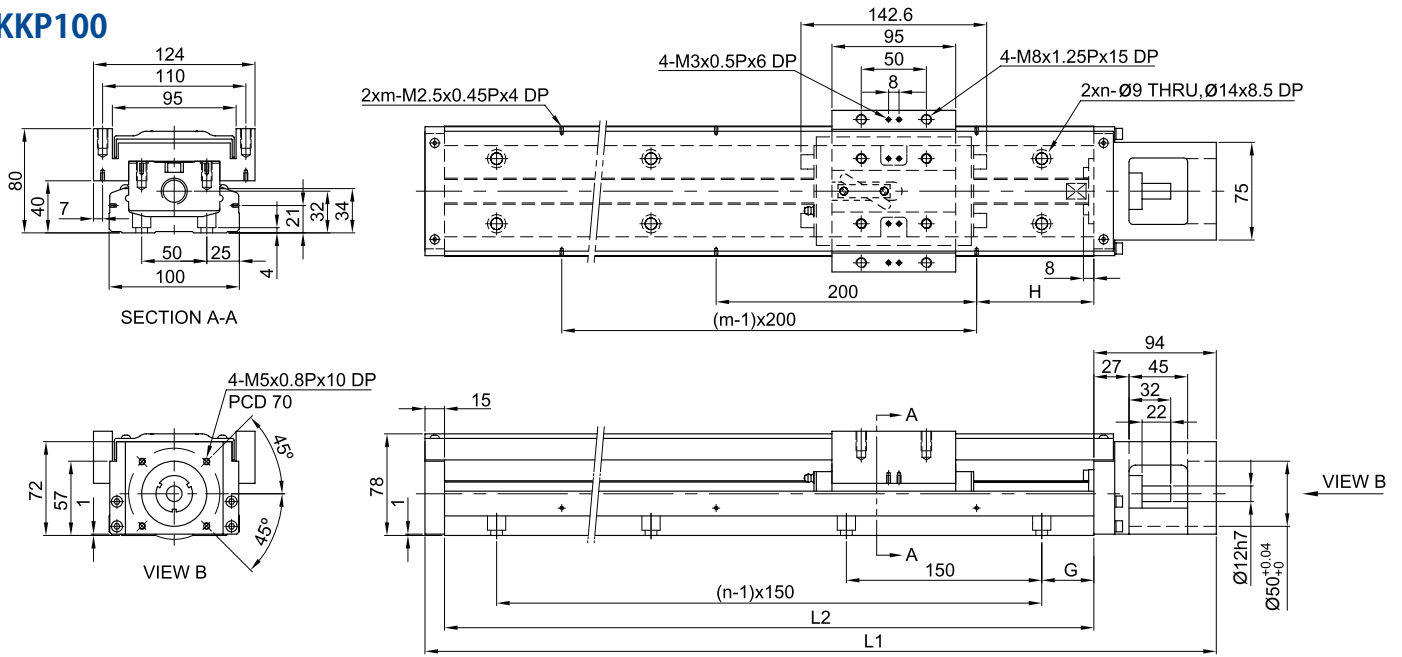 KKP100
124
110
95
80
40
7
21
32
34
50
25
4
100
SECTION A-A
142.6
95
4-M3x0.5Px6 DP
50
4-M8x1.25Px15 DP
8
2xm-M2.5x0.45Px4 DP
2xn-Ø9 THRU,Ø14x8.5 DP
75
8
200
H
(m-1)x200
4-M5x0.8Px10 DP
PCD 70
45°
45°
72
57
1
VIEW B
15
78
1
A
A
94
27
45
32
22
VIEW B
Ø12h7
Ø50+0.04
+0
150
G
(n-1)x150
L2
L1